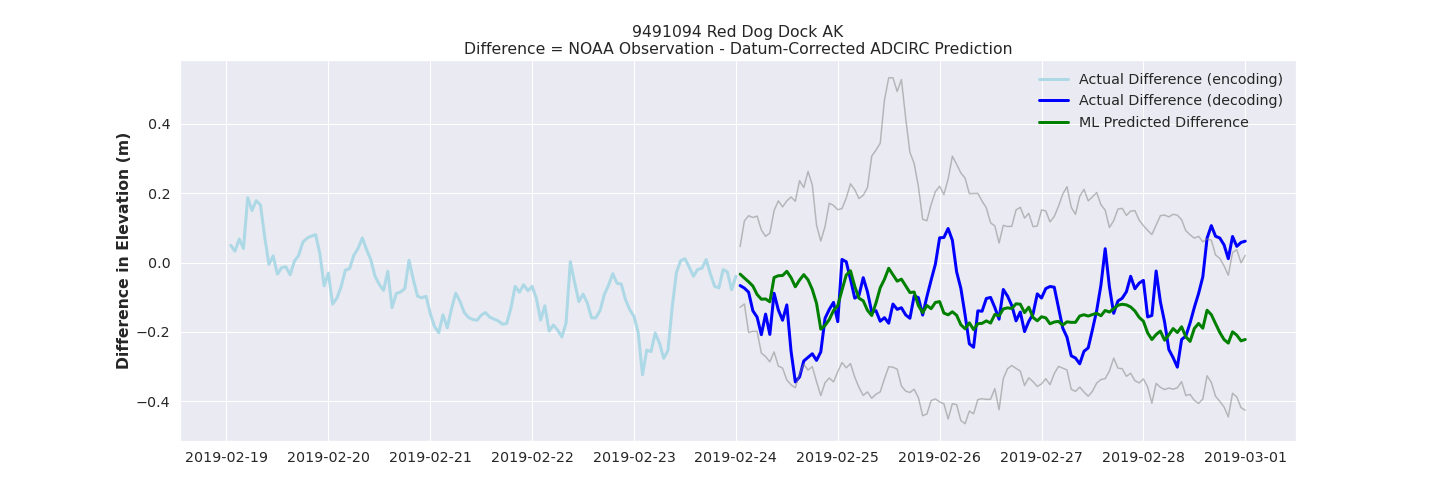 9491094 Red Dog Dock AK
Difference = NOAA Observation - Datum-Corrected ADCIRC Prediction
Actual Difference (encoding)
Actual Difference (decoding)
ML Predicted Difference
Difference in Elevation (m)
0.4
0.2
0.0
−0.2
−0.4
2019-02-19 2019-02-20 2019-02-21 2019-02-22 2019-02-23 2019-02-24 2019-02-25 2019-02-26 2019-02-27 2019-02-28 2019-03-01